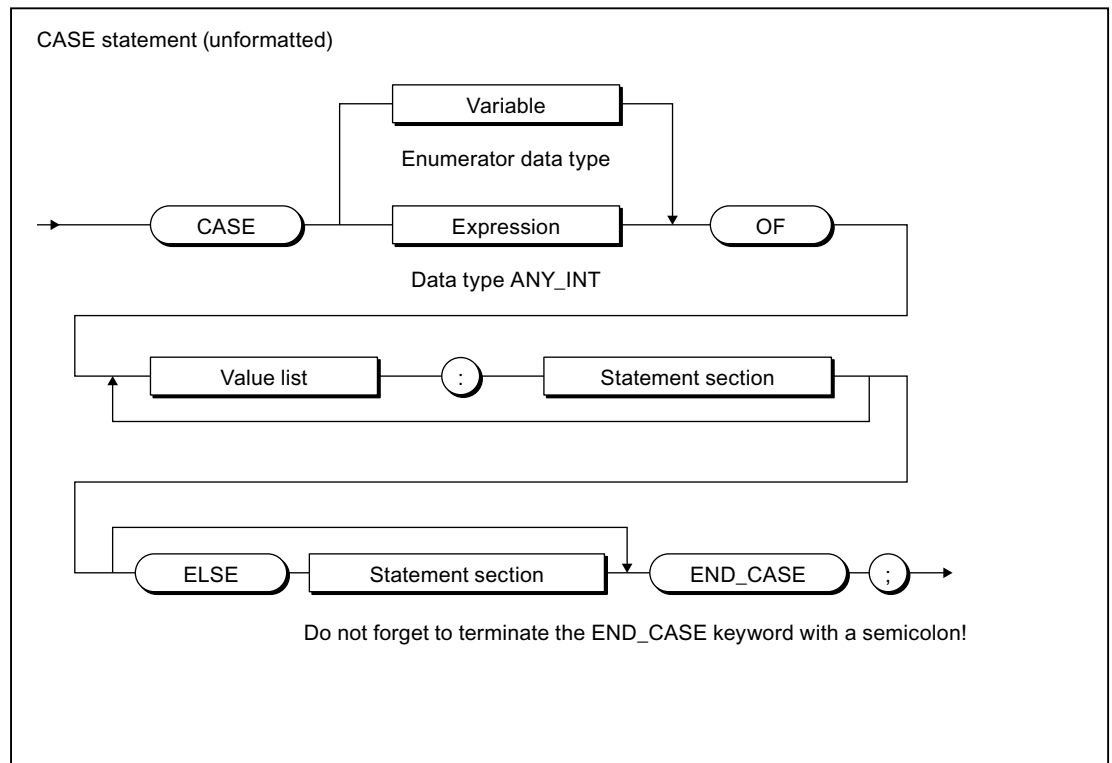 CASE statement (unformatted)
Variable
Enumerator data type
CASE
Expression
OF
Data type ANY_INT
Value list
:
Statement section
ELSE
Statement section
END_CASE
;
Do not forget to terminate the END_CASE keyword with a semicolon!